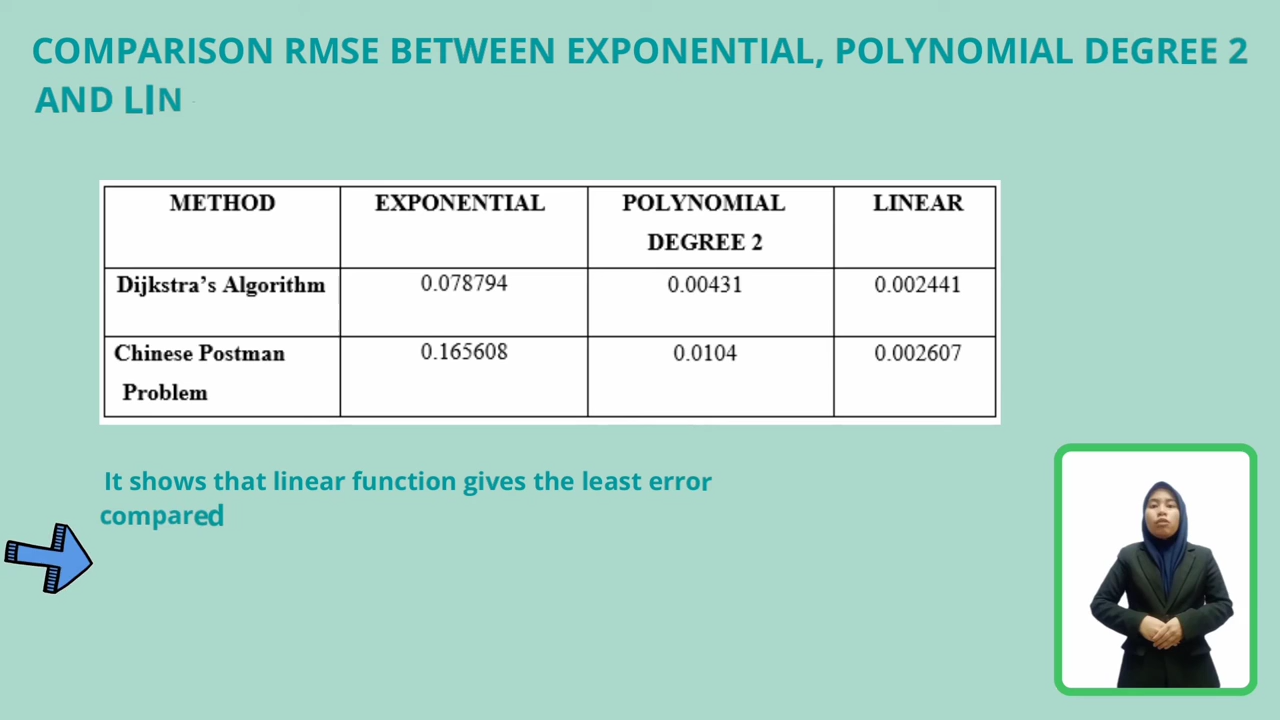 COMPARISON RMSE BETWEEN EXPONENTIAL, POLYNOMIAL DEGREE 2
AND LIN
METHOD EXPONENTIAL POLYNOMIAL DEGREE 2 LINEAR
Dijkstra’s Algorithm 0.078794 0.00431 0.002441
Chinese Postman Problem 0.165608 0.0104 0.002607
It shows that linear function gives the least error
compared